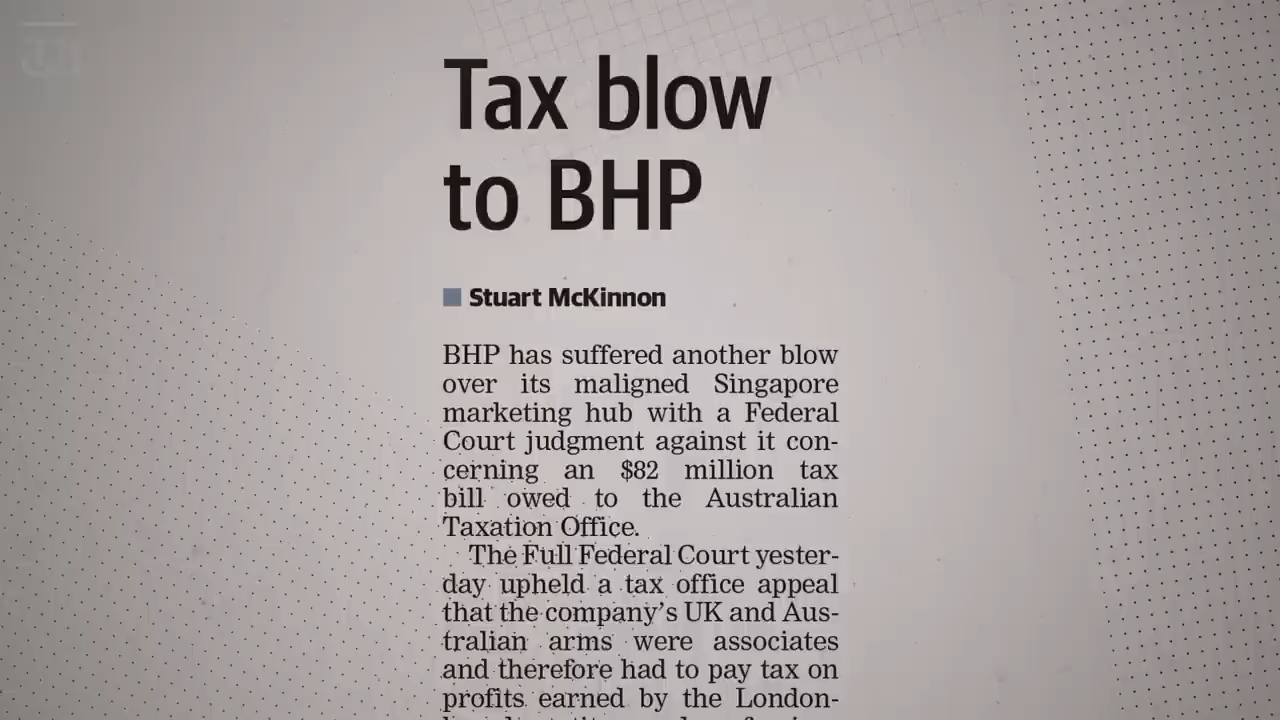 Tax blow
to BHP
Stuart McKinnon
BHP has suffered another blow
over its maligned Singapore
marketing hub with a Federal
Court judgment against it con-
cerning an $82 million tax
bill owed to the Australian
Taxation Office.
The Full Federal Court yester-
day upheld a tax office appeal
that the company's UK and Aus-
tralian arms were associates
and therefore had to pay tax on
profits earned by the London-